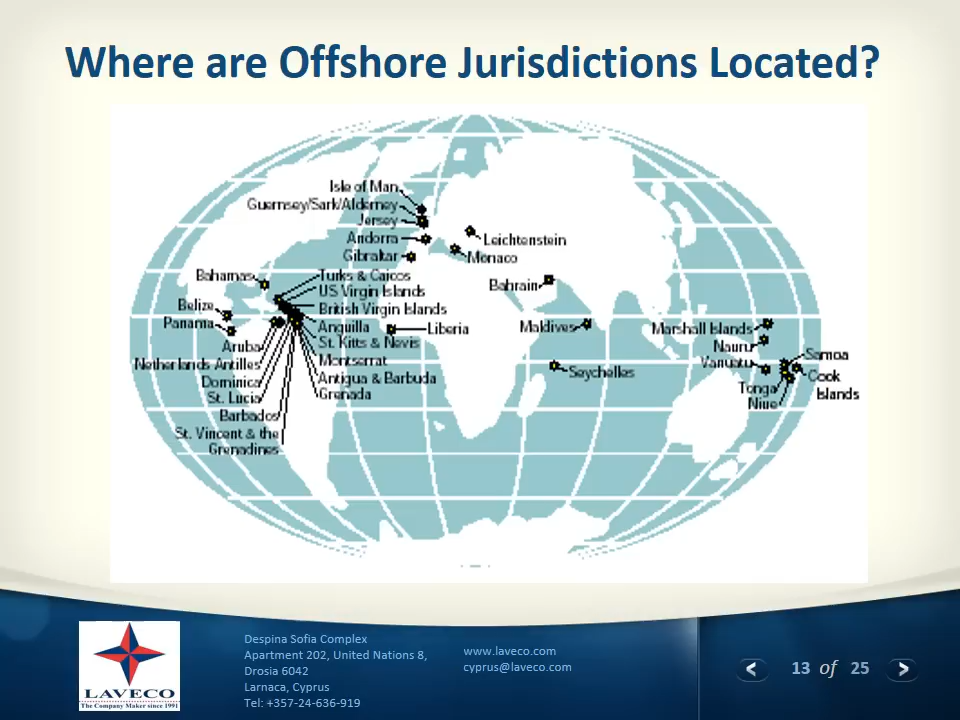 Where are Offshore Jurisdictions Located?
Isle of Man
Guernsey/Sark/Alderney
Jersey
Andorra
Gibraltar
Leichtenstein
Monaco
Bahamas
Turks & Caicos
US Virgin Islands
British Virgin Islands
Anguilla
St. Kitts & Nevis
Montserrat
Antigua & Barbuda
Grenada
Belize
Panama
Aruba
Netherlands Antilles
Dominica
St. Lucia
Barbados
St. Vincent & the
Grenadines
Liberia
Bahrain
Maldives
Seychelles
Marshall Islands
Nauru
Vanuatu
Samoa
Cook
Islands
Tonga
Niue
LAVECO
The Company Maker since 1991
Despina Sofia Complex
Apartment 202, United Nations 8,
Drosia 6042
Larnaca, Cyprus
Tel: +357-24-636-919
www.laveco.com
cyprus@laveco.com
13 of 25